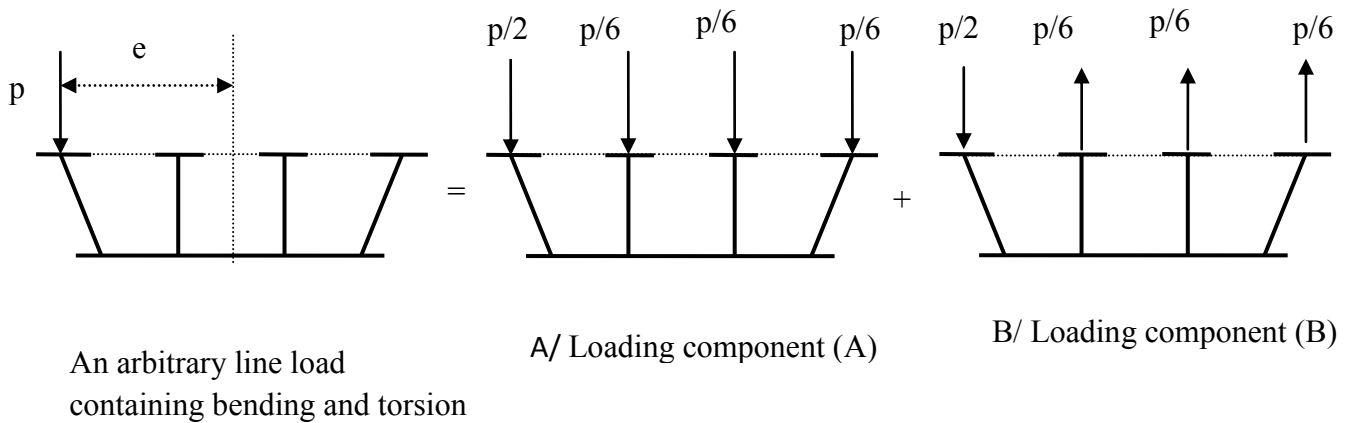 p
e
=
p/2 p/6 p/6 p/6
+
p/2 p/6 p/6 p/6
An arbitrary line load
containing bending and torsion
A/ Loading component (A)
B/ Loading component (B)